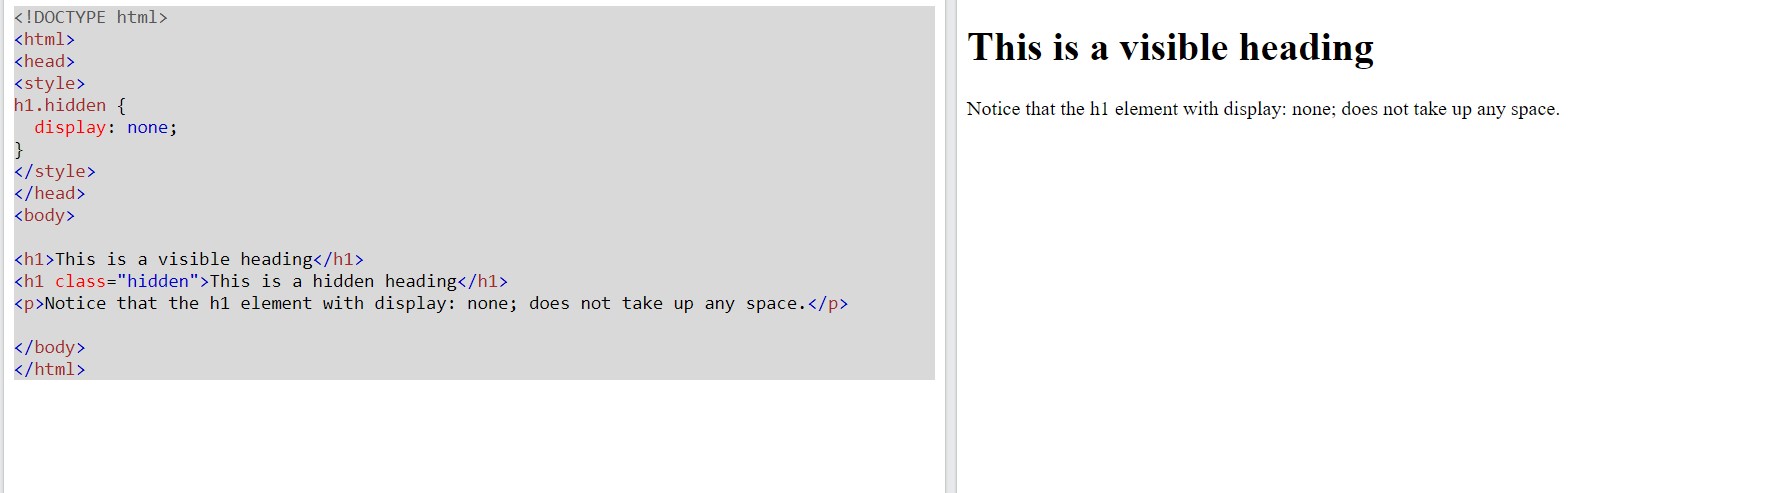 <!DOCTYPE html>
<html>
<head>
<style>
h1.hidden {
  display: none;
}
</style>
</head>
<body>

<h1>This is a visible heading</h1>
<h1 class="hidden">This is a hidden heading</h1>
<p>Notice that the h1 element with display: none; does not take up any space.</p>

</body>
</html>
This is a visible heading
Notice that the h1 element with display: none; does not take up any space.